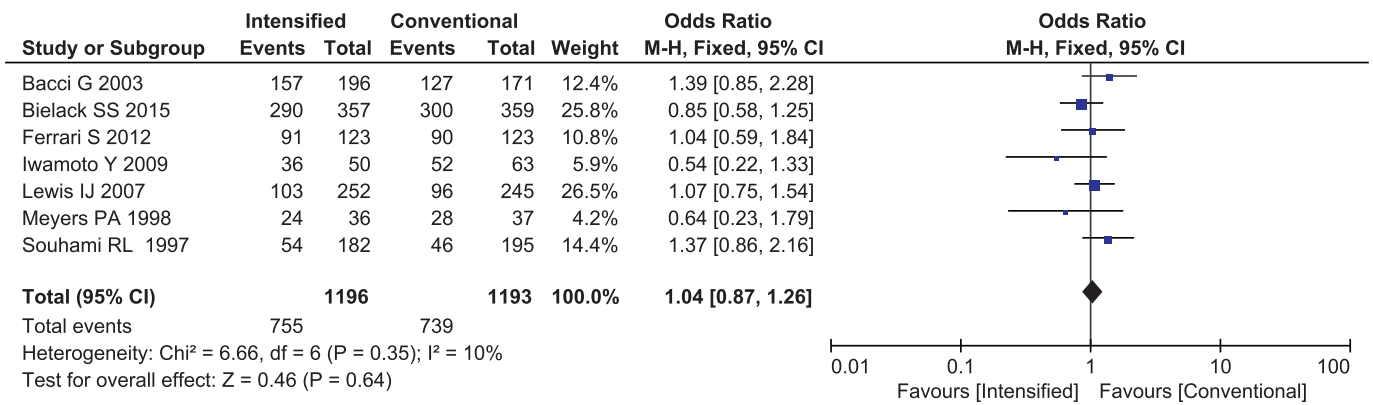 Intensified Conventional Odds Ratio Odds Ratio
Study or Subgroup Events Total Events Total Weight M-H, Fixed, 95% CI M-H, Fixed, 95% CI
Bacci G 2003 157 196 127 171 12.4% 1.39 [0.85, 2.28]
Bielack SS 2015 290 357 300 359 25.8% 0.85 [0.58, 1.25]
Ferrari S 2012 91 123 90 123 10.8% 1.04 [0.59, 1.84]
Iwamoto Y 2009 36 50 52 63 5.9% 0.54 [0.22, 1.33]
Lewis IJ 2007 103 252 96 245 26.5% 1.07 [0.75, 1.54]
Meyers PA 1998 24 36 28 37 4.2% 0.64 [0.23, 1.79]
Souhami RL 1997 54 182 46 195 14.4% 1.37 [0.86, 2.16]
Total (95% CI) 1196 1193 100.0% 1.04 [0.87, 1.26]
Total events 755 739
Heterogeneity: Chi² = 6.66, df = 6 (P = 0.35); I² = 10%
Test for overall effect: Z = 0.46 (P = 0.64)
0.01 0.1 1 10 100
Favours [Intensified] Favours [Conventional]